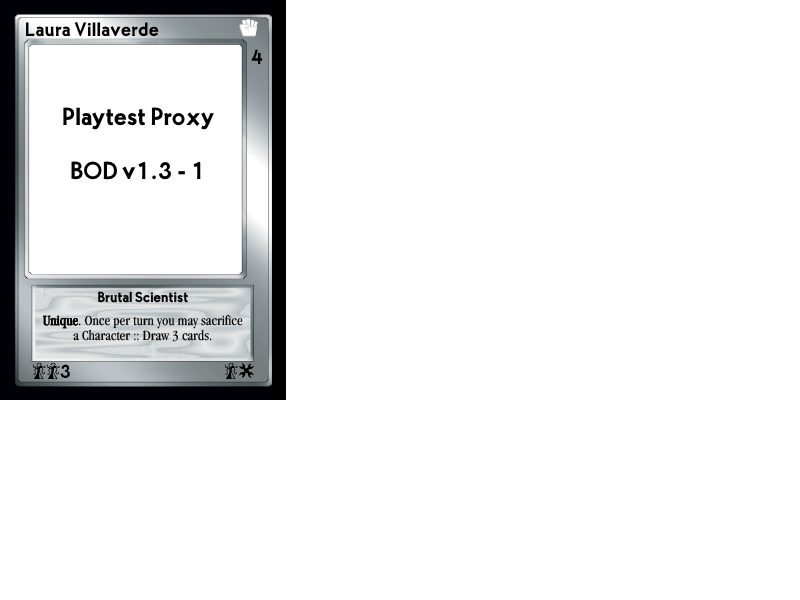 Laura Villaverde
4
Playtest Proxy
BOD v1.3 - 1
Brutal Scientist
Unique. Once per turn you may sacrifice
a Character :: Draw 3 cards.
3